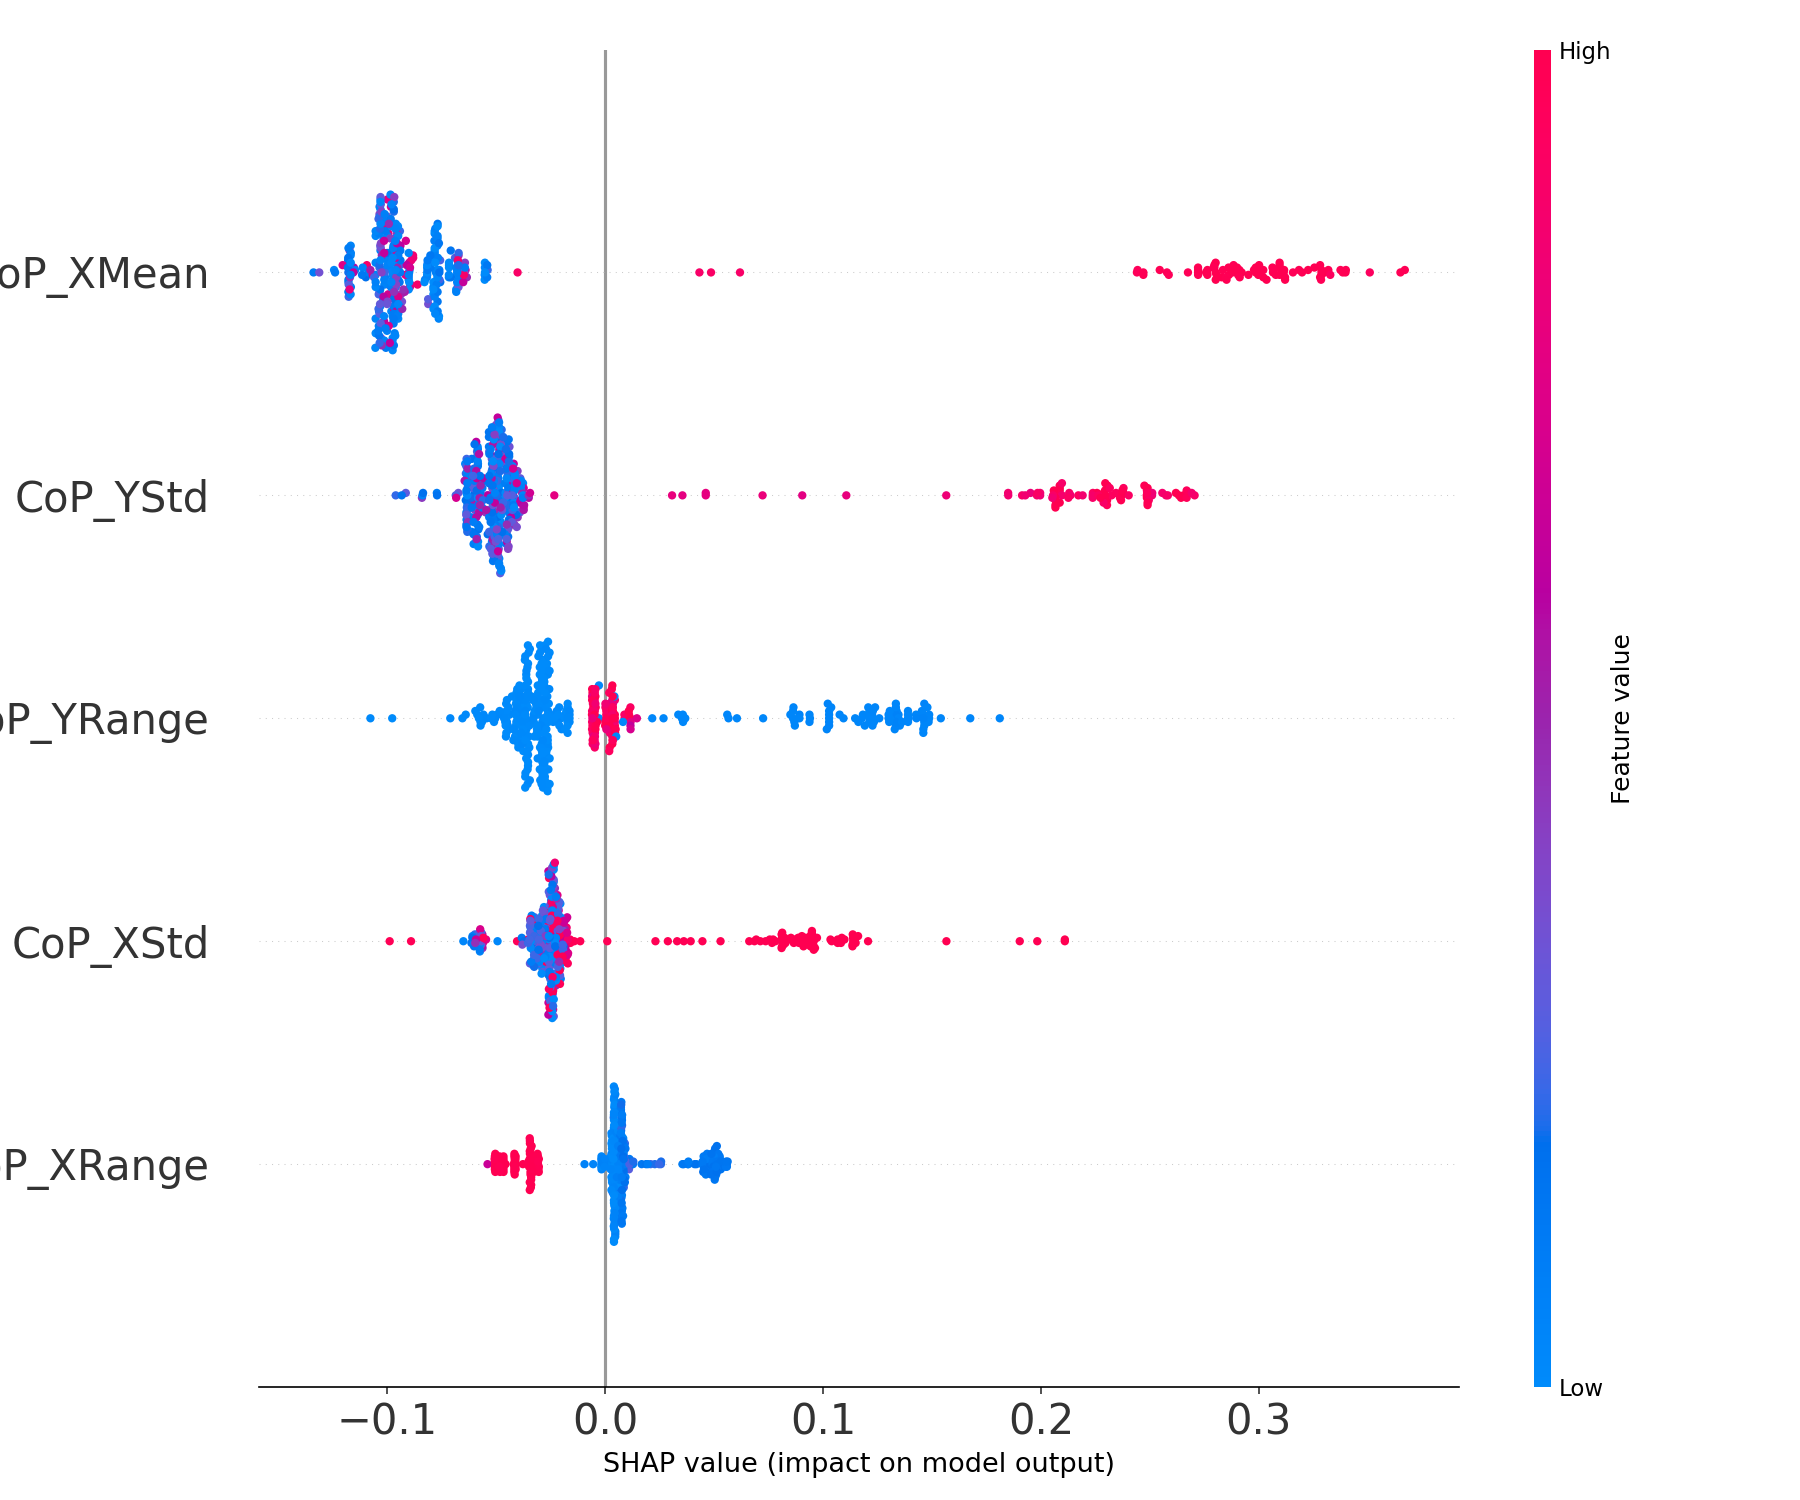 High
oP_XMean
CoP_YStd
oP_YRange
CoP_XStd
oP_XRange
Feature value
Low
−0.1 0.0 0.1 0.2 0.3
SHAP value (impact on model output)